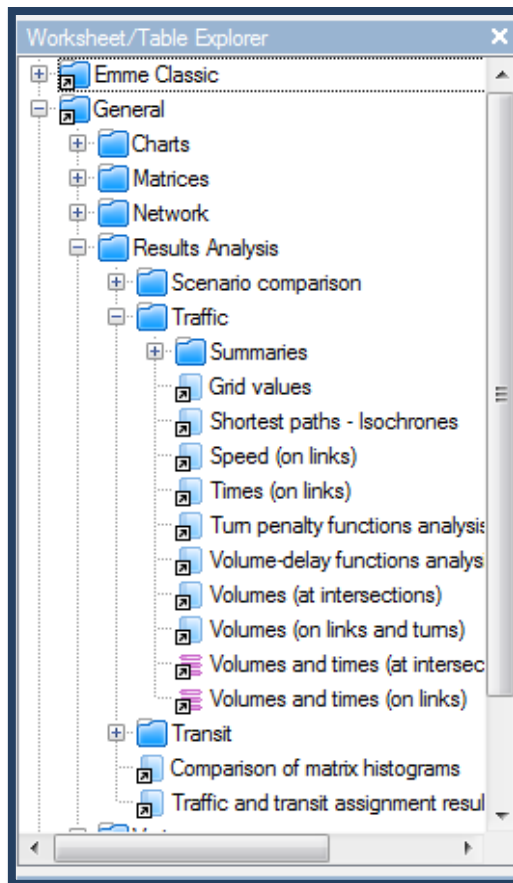 Worksheet/Table Explorer
Emme Classic
General
Charts
Matrices
Network
Results Analysis
Scenario comparison
Traffic
Summaries
Grid values
Shortest paths - Isochrones
Speed (on links)
Times (on links)
Turn penalty functions analysis
Volume-delay functions analys
Volumes (at intersections)
Volumes (on links and turns)
Volumes and times (at intersec
Volumes and times (on links)
Transit
Comparison of matrix histograms
Traffic and transit assignment resul